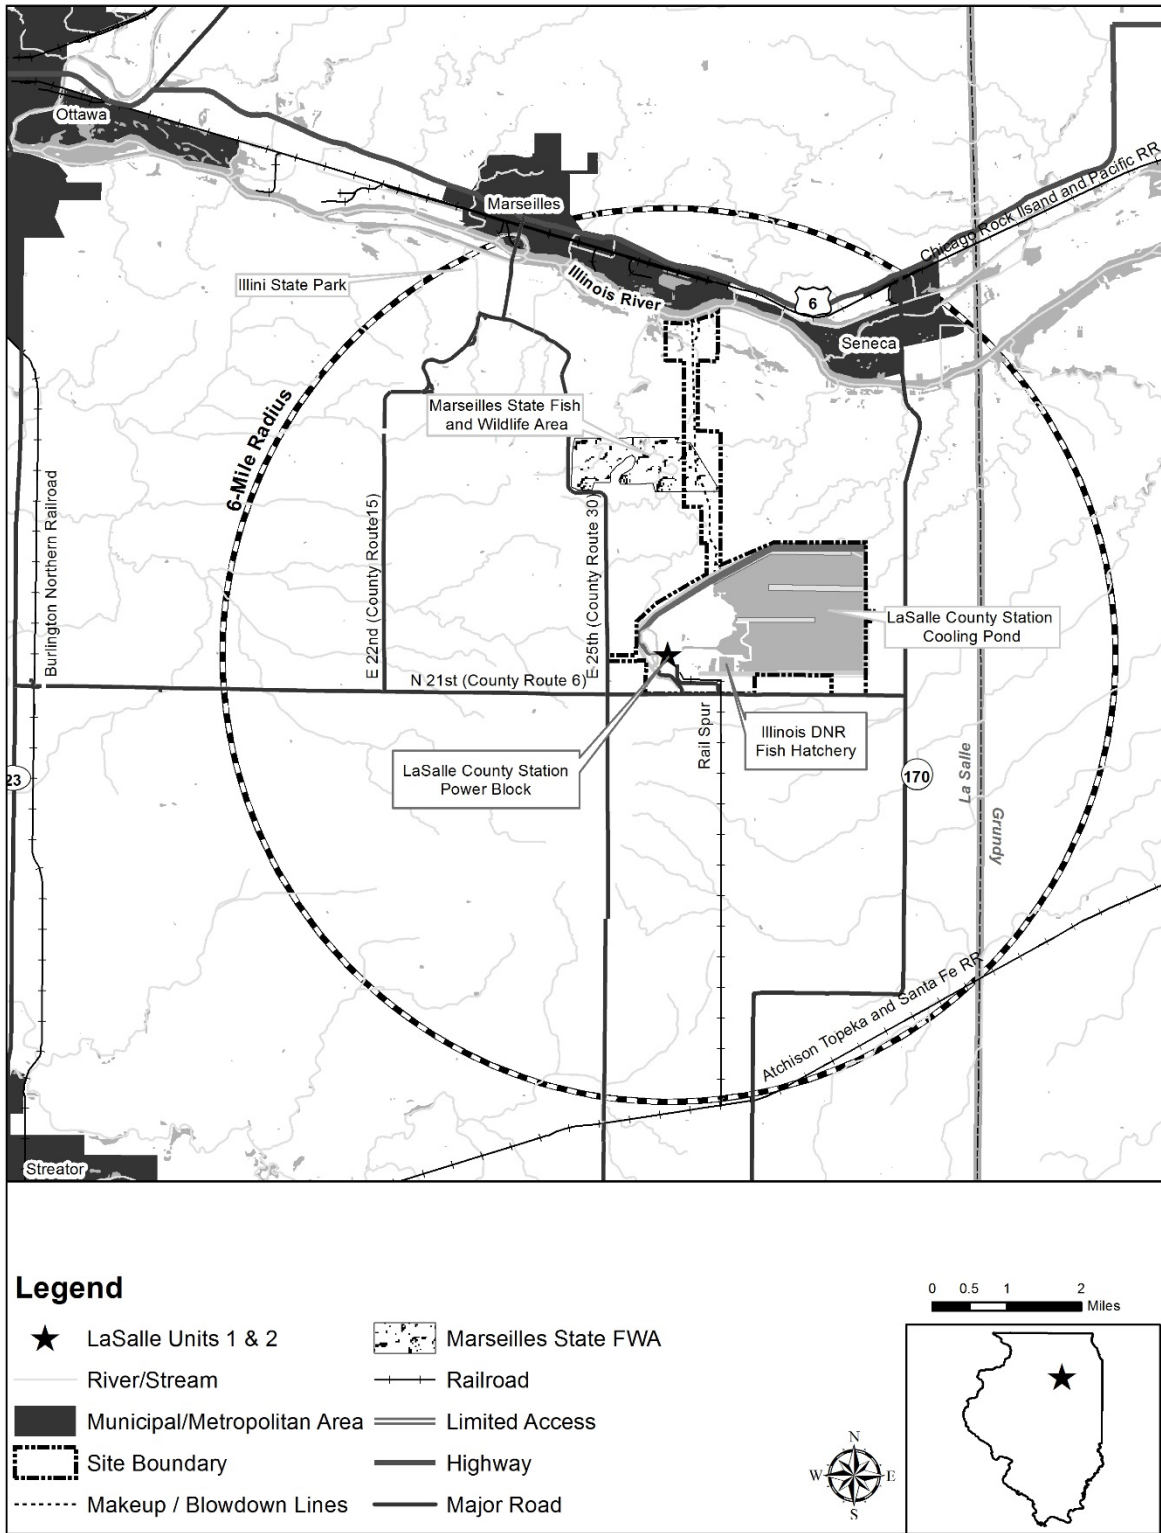 Ottawa
Marseilles
Chicago Rock Ilsand and Pacific RR
Illini State Park
Illinois River
6
Seneca
6-Mile Radius
Marseilles State Fish
and Wildlife Area
Burlington Northern Railroad
E 22nd (County Route15)
E 25th (County Route 30)
LaSalle County Station
Cooling Pond
N 21st (County Route 6)
Rail Spur
Illinois DNR
Fish Hatchery
LaSalle County Station
Power Block
23
170
La Salle
Grundy
Atchison Topeka and Santa Fe RR
Streator
Legend
0 0.5 1 2
Miles
LaSalle Units 1 & 2
Marseilles State FWA
River/Stream
Railroad
Municipal/Metropolitan Area
Limited Access
Site Boundary
Highway
Makeup / Blowdown Lines
Major Road
N
W E
S